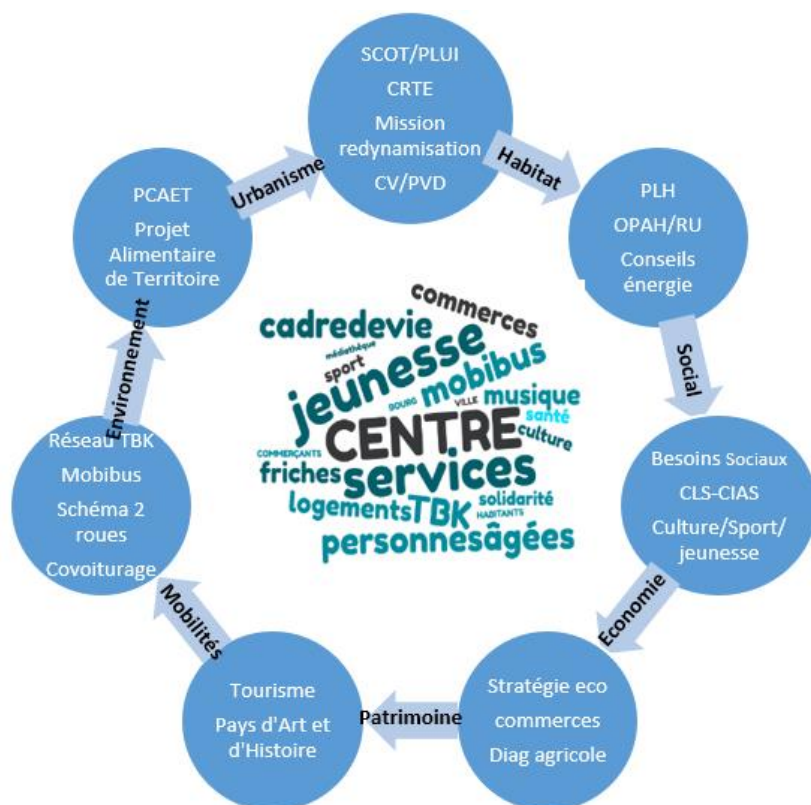 SCOT/PLUI
CRTE
Mission
redynamisation
CV/PVD
Habitat
PLH
OPAH/RU
Conseils
énergie
Social
Besoins Sociaux
CLS-CIAS
Culture/Sport/
jeunesse
Economie
Stratégie eco
commerces
Diag agricole
Patrimoine
Tourisme
Pays d'Art et
d'Histoire
Mobilités
Réseau TBK
Mobibus
Schéma 2
roues
Covoiturage
Environnement
PCAET
Projet
Alimentaire
de Territoire
Urbanisme
commerces
cadredevie
médiathèque
sport
jeunesse
mobibus
BOURG
VILLE
musique
santé
CENTRE
culture
COMMERÇANTS
friches
services
logements
TBK
solidarité
HABITANTS
personnesâgées